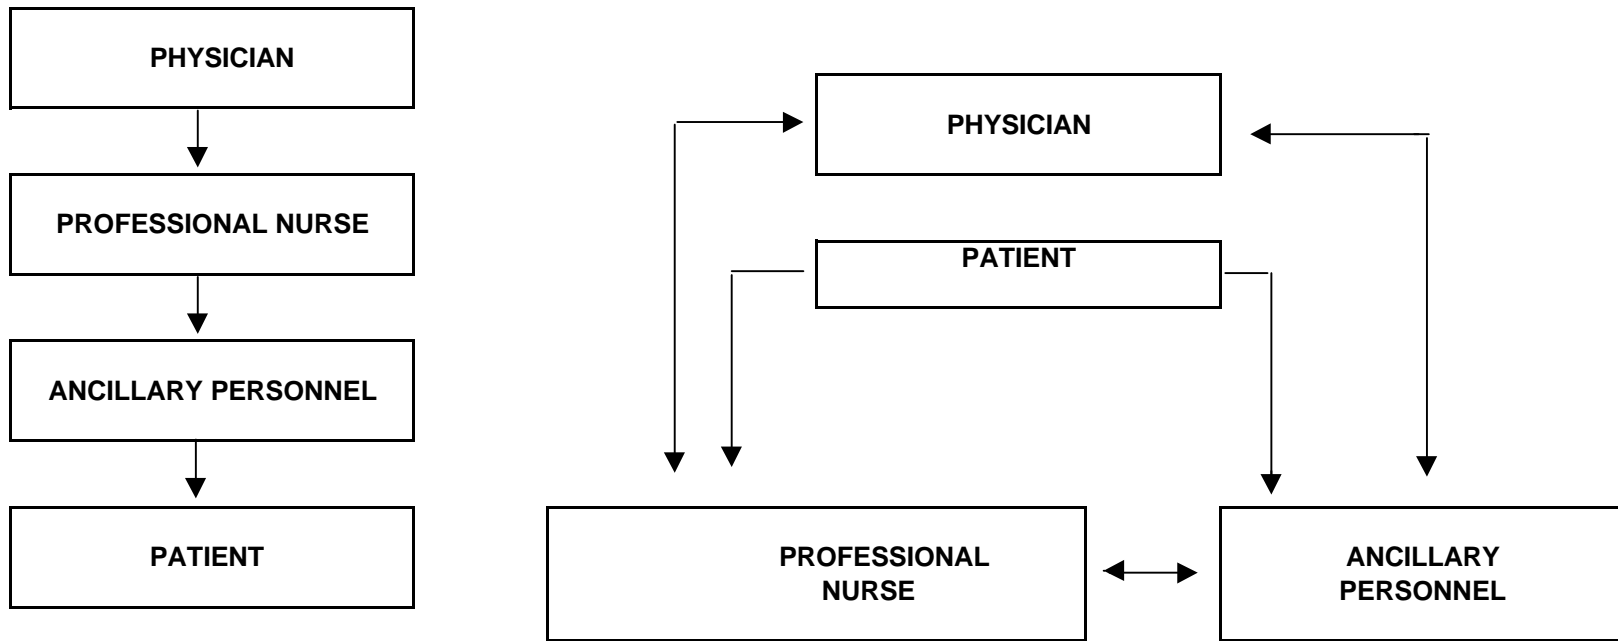 PHYSICIAN
PROFESSIONAL NURSE
ANCILLARY PERSONNEL
PATIENT
PHYSICIAN
PATIENT
PROFESSIONAL
NURSE
ANCILLARY
PERSONNEL